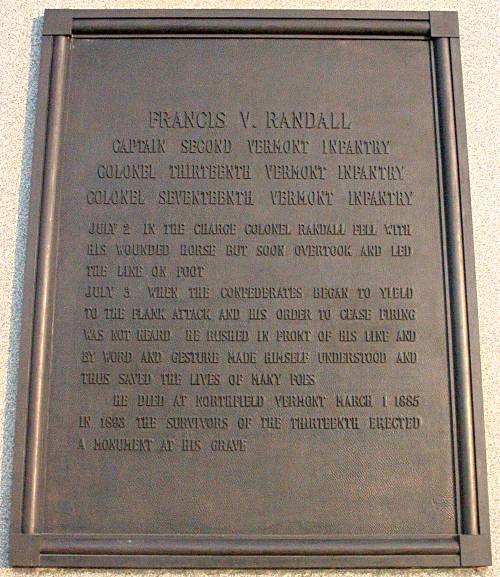 FRANCIS V. RANDALL
CAPTAIN SECOND VERMONT INFANTRY
COLONEL THIRTEENTH VERMONT INFANTRY
COLONEL SEVENTEENTH VERMONT INFANTRY
JULY 2 IN THE CHARGE COLONEL RANDALL FELL WITH
HIS WOUNDED HORSE BUT SOON OVERTOOK AND LED
THE LINE ON FOOT
JULY 3 WHEN THE CONFEDERATES BEGAN TO YIELD
TO THE FLANK ATTACK AND HIS ORDER TO CEASE FIRING
WAS NOT HEARD HE RUSHED IN FRONT OF HIS LINE AND
BY WORD AND GESTURE MADE HIMSELF UNDERSTOOD AND
THUS SAVED THE LIVES OF MANY FOES
HE DIED AT NORTHFIELD VERMONT MARCH 1 1885
IN 1893 THE SURVIVORS OF THE THIRTEENTH ERECTED
A MONUMENT AT HIS GRAVE